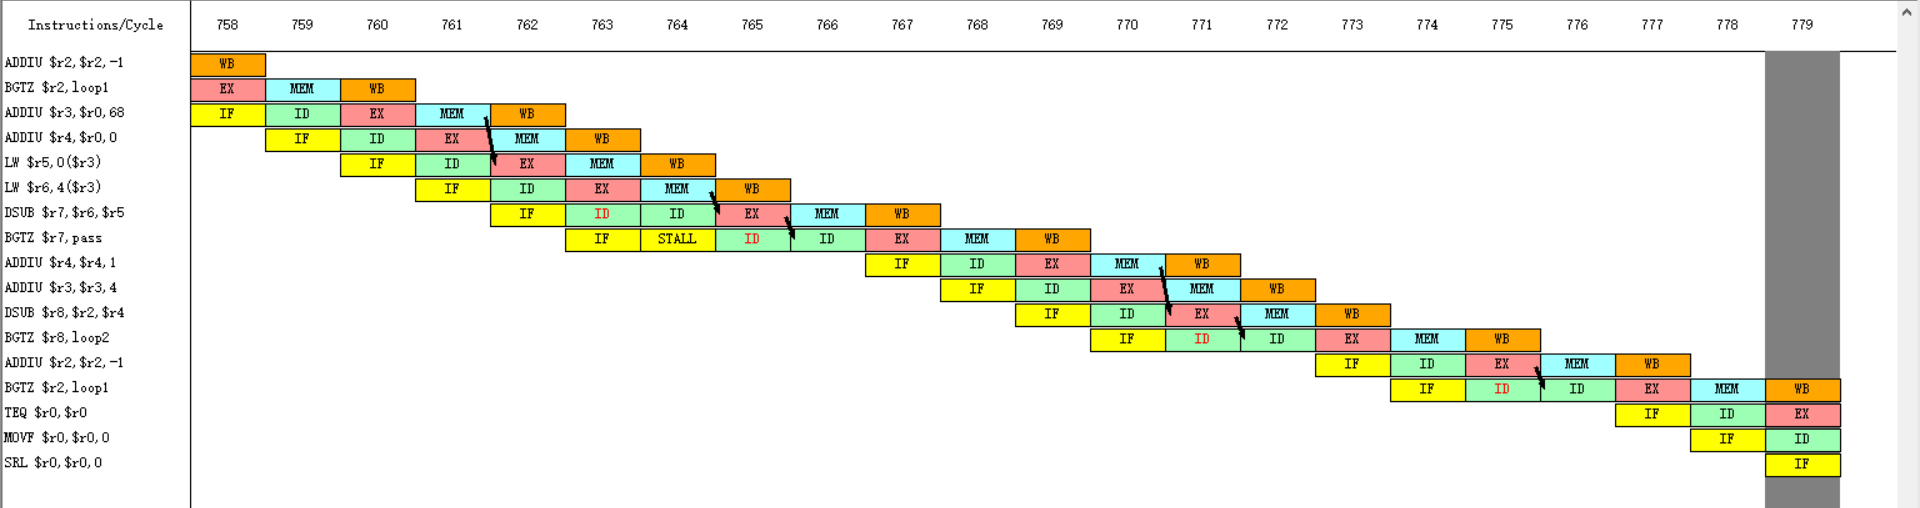 Instructions/Cycle 758 759 760 761 762 763 764 765 766 767 768 769 770 771 772 773 774 775 776 777 778 779
ADDIU $r2,$r2,-1 WB
BGTZ $r2,loop1 EX MEM WB
ADDIU $r3,$r0,68 IF ID EX MEM WB
ADDIU $r4,$r0,0 IF ID EX MEM WB
LW $r5,0($r3) IF ID EX MEM WB
LW $r6,4($r3) IF ID EX MEM WB
DSUB $r7,$r6,$r5 IF ID ID EX MEM WB
BGTZ $r7,pass IF STALL ID ID EX MEM WB
ADDIU $r4,$r4,1 IF ID EX MEM WB
ADDIU $r3,$r3,4 IF ID EX MEM WB
DSUB $r8,$r2,$r4 IF ID EX MEM WB
BGTZ $r8,loop2 IF ID ID EX MEM WB
ADDIU $r2,$r2,-1 IF ID EX MEM WB
BGTZ $r2,loop1 IF ID ID EX MEM WB
TEQ $r0,$r0 IF ID EX
MOVF $r0,$r0,0 IF ID
SRL $r0,$r0,0 IF